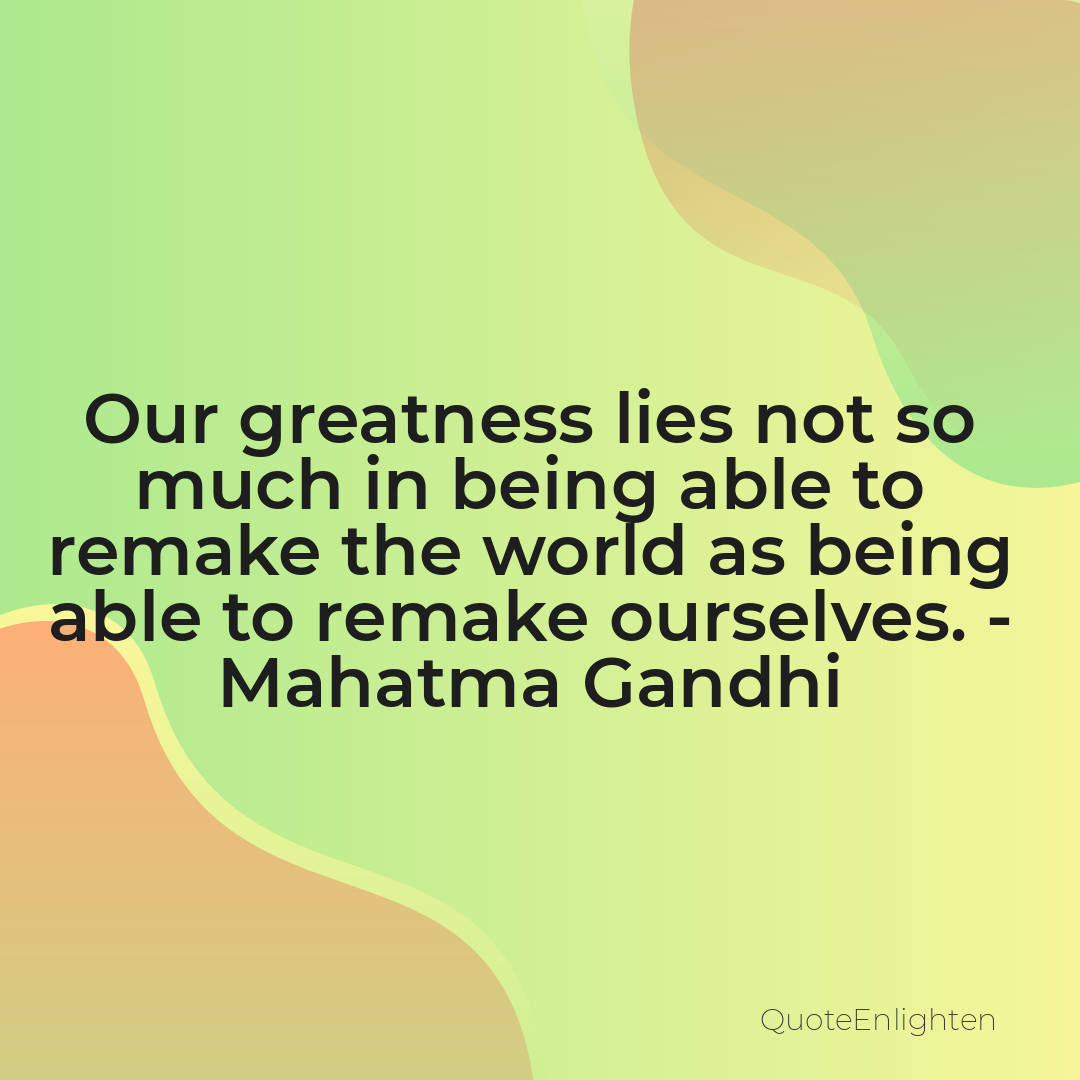 Our greatness lies not so
much in being able to
remake the world as being
able to remake ourselves. -
Mahatma Gandhi
QuoteEnlighten